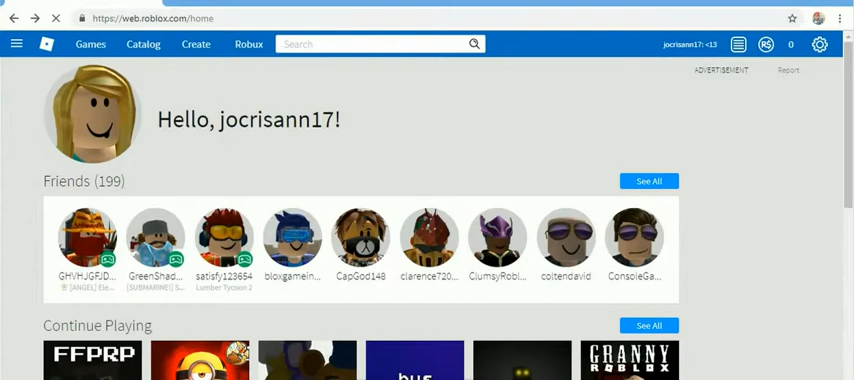 https://web.roblox.com/home
Games Catalog Create Robux Search jocrisann17: <13 R$ 0
ADVERTISEMENT Report
Hello, jocrisann17!
Friends (199) See All
GHVHJGFJD... GreenShad... satisfy123654 bloxgamein... CapGod148 clarence720... ClumsyRobl... coltendavid ConsoleGa...
[ANGEL] Ele... [SUBMARINE!] S... Lumber Tycoon 2
Continue Playing See All
FFPRP GRANNY
ROBLOX